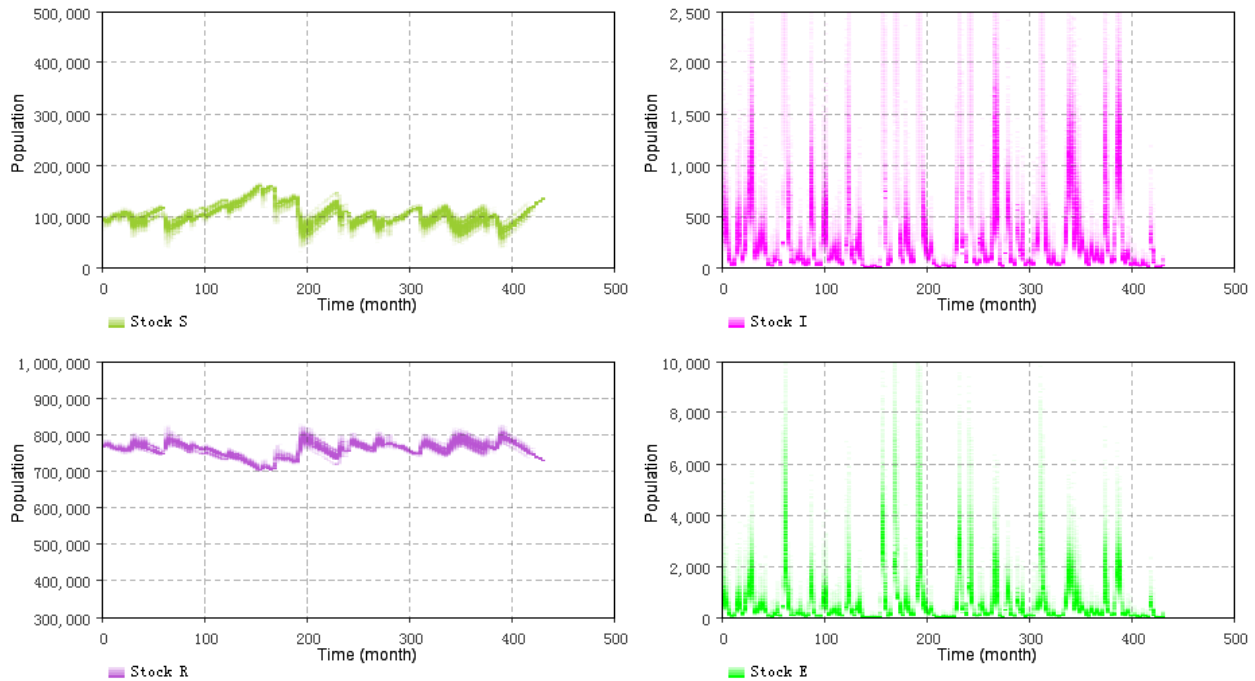 500,000
400,000
300,000
200,000
100,000
0
Population
0 100 200 300 400 500
Time (month)
Stock S
2,500
2,000
1,500
1,000
500
0
Population
0 100 200 300 400 500
Time (month)
Stock I
1,000,000
900,000
800,000
700,000
600,000
500,000
400,000
300,000
Population
0 100 200 300 400 500
Time (month)
Stock R
10,000
8,000
6,000
4,000
2,000
0
Population
0 100 200 300 400 500
Time (month)
Stock E